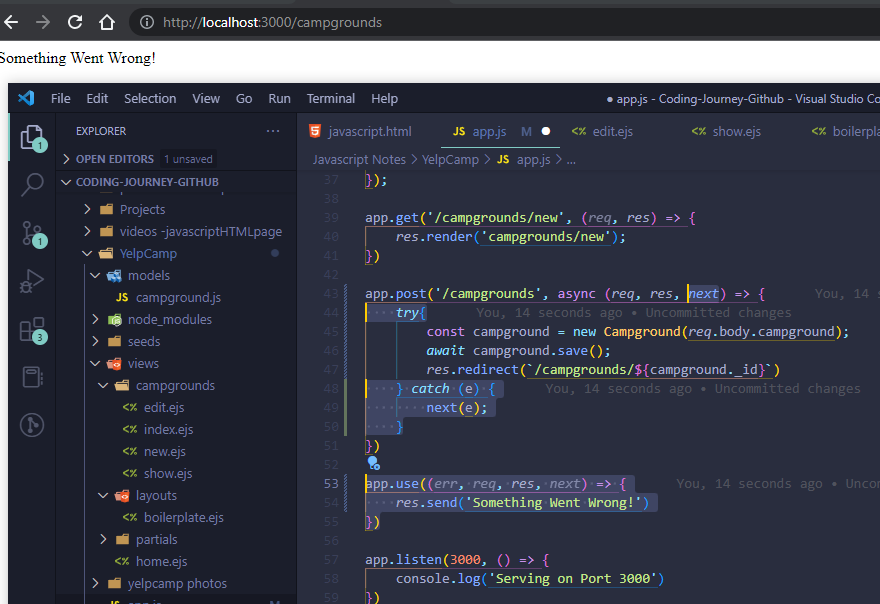 http://localhost:3000/campgrounds
Something Went Wrong!
File Edit Selection View Go Run Terminal Help
● app.js - Coding-Journey-Github - Visual Studio Co
EXPLORER ...
OPEN EDITORS 1 unsaved
CODING-JOURNEY-GITHUB
Projects
videos -javascriptHTMLpage
YelpCamp
models
JS campground.js
node_modules
seeds
views
campgrounds
<% edit.ejs
<% index.ejs
<% new.ejs
<% show.ejs
layouts
<% boilerplate.ejs
partials
<% home.ejs
yelpcamp photos
1
1
3
javascript.html JS app.js M ● <% edit.ejs <% show.ejs <% boilerpla
Javascript Notes > YelpCamp > JS app.js > ...
37 });
38
39 app.get('/campgrounds/new', (req, res) => {
40 res.render('campgrounds/new');
41 })
42
43 app.post('/campgrounds', async (req, res, next) => { You, 14 s
44 try{ You, 14 seconds ago • Uncommitted changes
45 const campground = new Campground(req.body.campground);
46 await campground.save();
47 res.redirect(`/campgrounds/${campground._id}`)
48 } catch (e) { You, 14 seconds ago • Uncommitted changes
49 next(e);
50 }
51 })
52
53 app.use((err, req, res, next) => { You, 14 seconds ago • Uncon
54 res.send('Something Went Wrong!')
55 })
56
57 app.listen(3000, () => {
58 console.log('Serving on Port 3000')
59 })